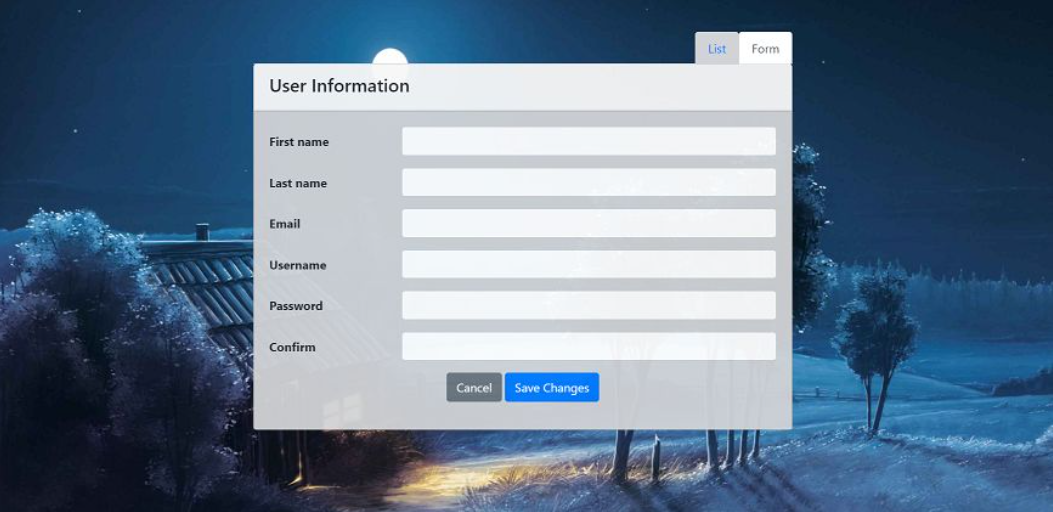 List Form
User Information
First name
Last name
Email
Username
Password
Confirm
Cancel Save Changes